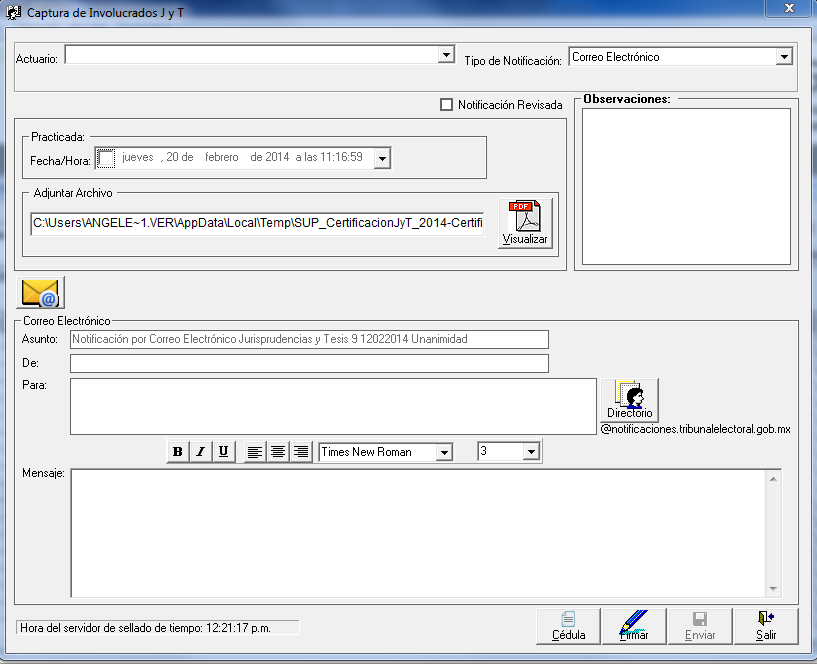 Captura de Involucrados J y T
Actuario:
Tipo de Notificación: Correo Electrónico
Notificación Revisada
Observaciones:
Practicada:
Fecha/Hora: jueves , 20 de febrero de 2014 a las 11:16:59
Adjuntar Archivo
C:\Users\ANGELE~1.VER\AppData\Local\Temp\SUP_CertificacionJyT_2014-Certifi
PDF
Visualizar
Correo Electrónico
Asunto: Notificación por Correo Electrónico Jurisprudencias y Tesis 9 12022014 Unanimidad
De:
Para:
Directorio
@notificaciones.tribunalelectoral.gob.mx
B I U Times New Roman 3
Mensaje:
Hora del servidor de sellado de tiempo: 12:21:17 p.m.
Cédula Firmar Enviar Salir